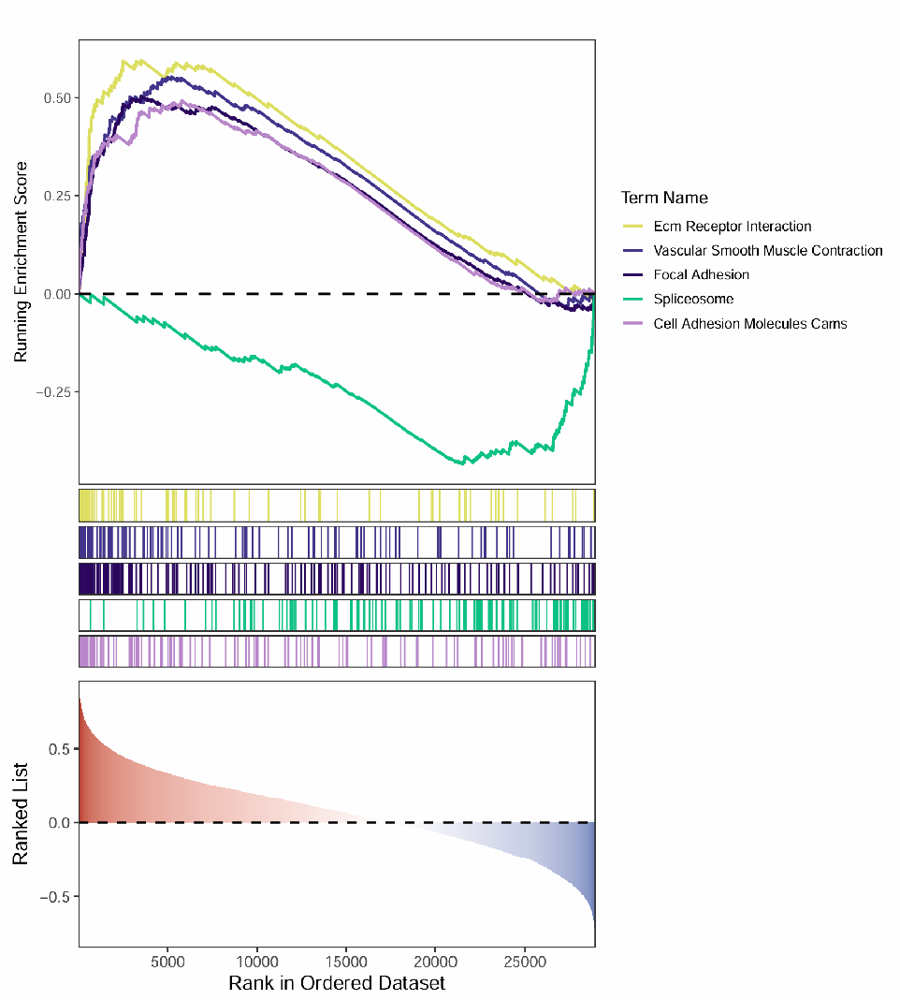 Running Enrichment Score
0.50
0.25
0.00
−0.25
Term Name
Ecm Receptor Interaction
Vascular Smooth Muscle Contraction
Focal Adhesion
Spliceosome
Cell Adhesion Molecules Cams
Ranked List
0.5
0.0
−0.5
5000 10000 15000 20000 25000
Rank in Ordered Dataset